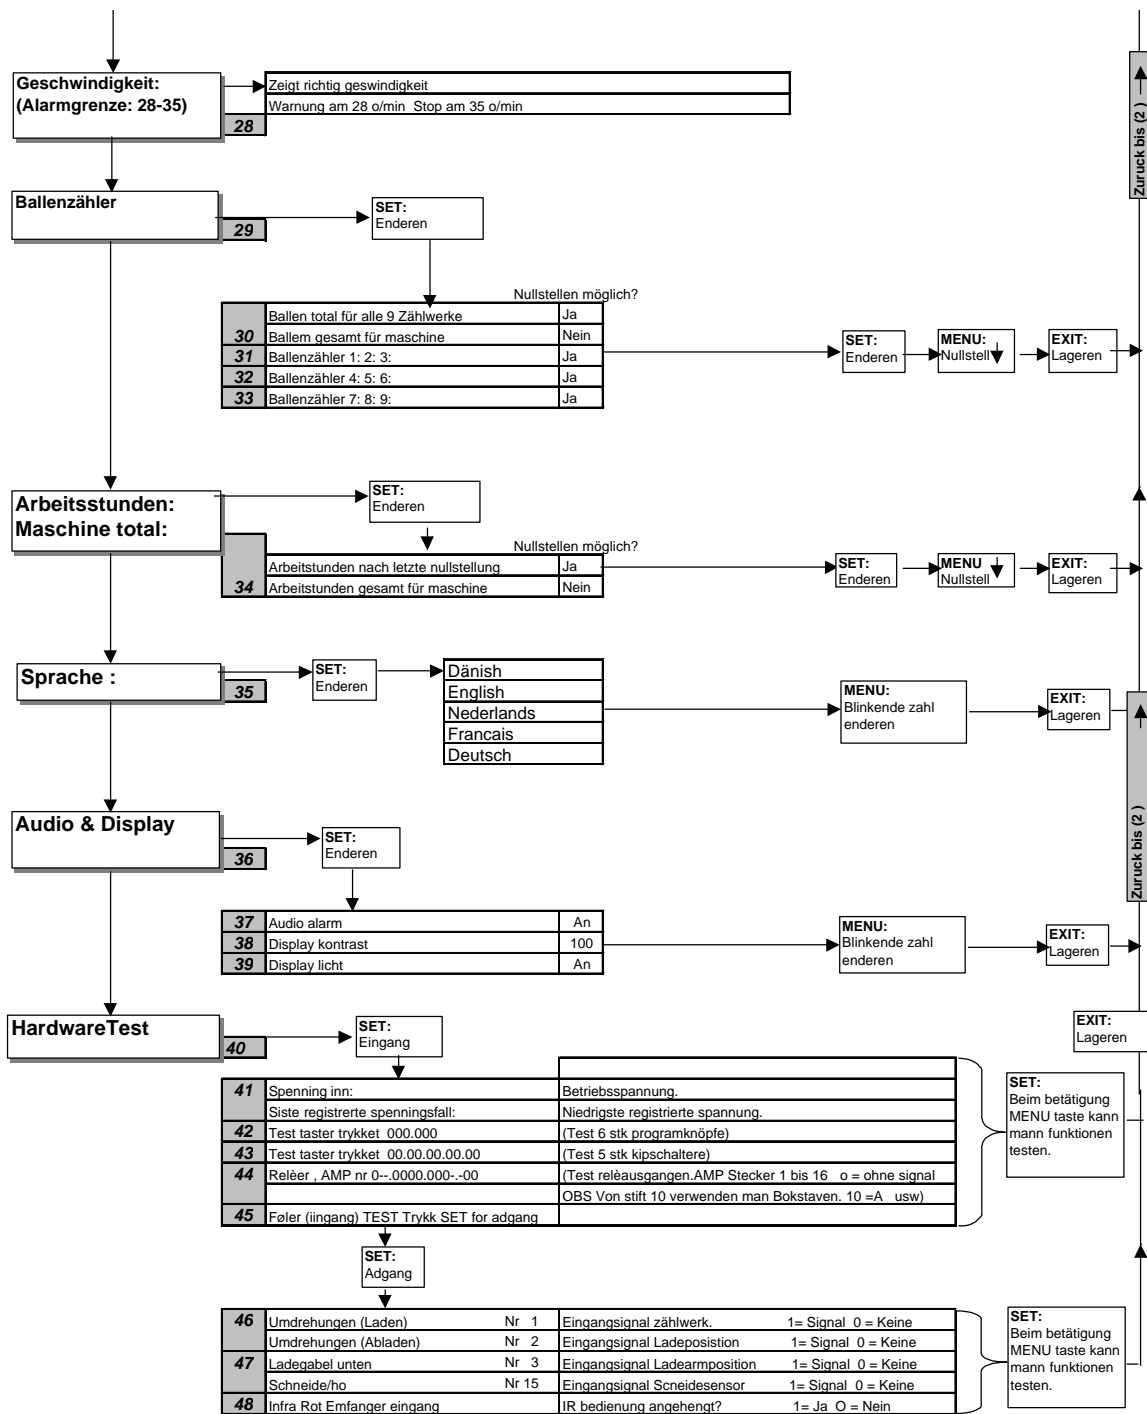 Geschwindigkeit:
(Alarmgrenze: 28-35)
28
Zeigt richtig geswindigkeit
Warnung am 28 o/min Stop am 35 o/min
Zuruck bis (2 )
Ballenzähler
29
SET:
Enderen
Nullstellen möglich?
Ballen total für alle 9 Zählwerke Ja
30 Ballem gesamt für maschine Nein
31 Ballenzähler 1: 2: 3: Ja
32 Ballenzähler 4: 5: 6: Ja
33 Ballenzähler 7: 8: 9: Ja
SET:
Enderen
MENU:
Nullstell
EXIT:
Lageren
Arbeitsstunden:
Maschine total:
SET:
Enderen
Nullstellen möglich?
Arbeitstunden nach letzte nullstellung Ja
34 Arbeitstunden gesamt für maschine Nein
SET:
Enderen
MENU
Nullstell
EXIT:
Lageren
Sprache :
35
SET:
Enderen
Dänish
English
Nederlands
Francais
Deutsch
MENU:
Blinkende zahl
enderen
EXIT:
Lageren
Zuruck bis (2 )
Audio & Display
36
SET:
Enderen
37 Audio alarm An
38 Display kontrast 100
39 Display licht An
MENU:
Blinkende zahl
enderen
EXIT:
Lageren
HardwareTest
40
SET:
Eingang
EXIT:
Lageren
41 Spenning inn: Betriebsspannung.
Siste registrerte spenningsfall: Niedrigste registrierte spannung.
42 Test taster trykket 000.000 (Test 6 stk programknöpfe)
43 Test taster trykket 00.00.00.00.00 (Test 5 stk kipschaltere)
44 Relèer , AMP nr 0--.0000.000-.-00 (Test relèausgangen.AMP Stecker 1 bis 16 o = ohne signal
OBS Von stift 10 verwenden man Bokstaven. 10 =A usw)
45 Føler (iingang) TEST Trykk SET for adgang
SET:
Beim betätigung
MENU taste kann
mann funktionen
testen.
SET:
Adgang
46 Umdrehungen (Laden) Nr 1 Eingangsignal zählwerk. 1= Signal 0 = Keine
Umdrehungen (Abladen) Nr 2 Eingangsignal Ladeposition 1= Signal 0 = Keine
47 Ladegabel unten Nr 3 Eingangsignal Ladearmposition 1= Signal 0 = Keine
Schneide/ho Nr 15 Eingangsignal Scneidesensor 1= Signal 0 = Keine
48 Infra Rot Emfanger eingang IR bedienung angehengt? 1= Ja O = Nein
SET:
Beim betätigung
MENU taste kann
mann funktionen
testen.